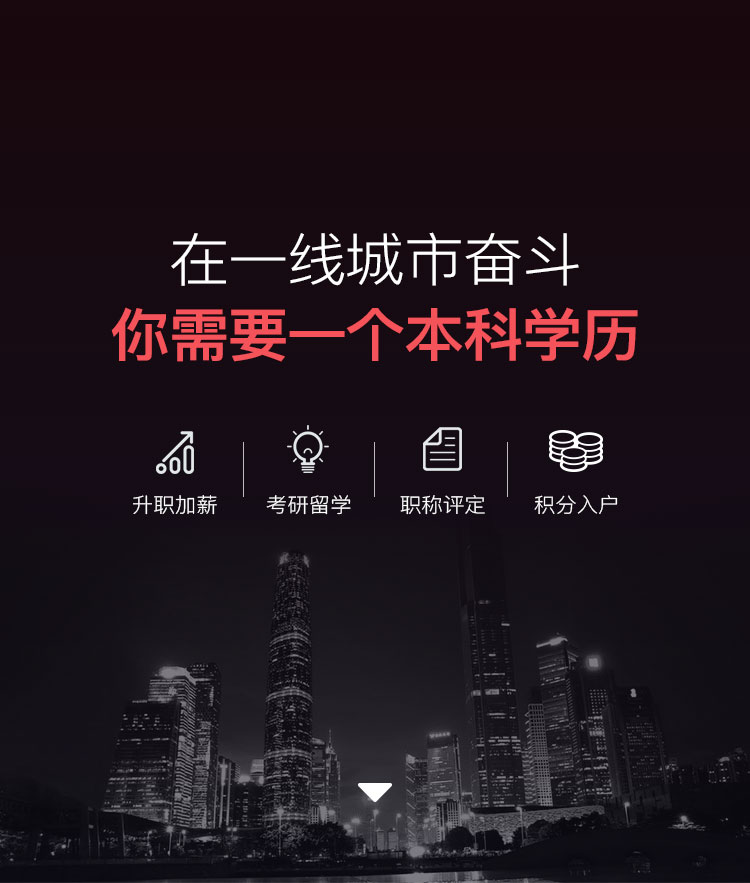 在一线城市奋斗
你需要一个本科学历
升职加薪
考研留学
职称评定
积分入户